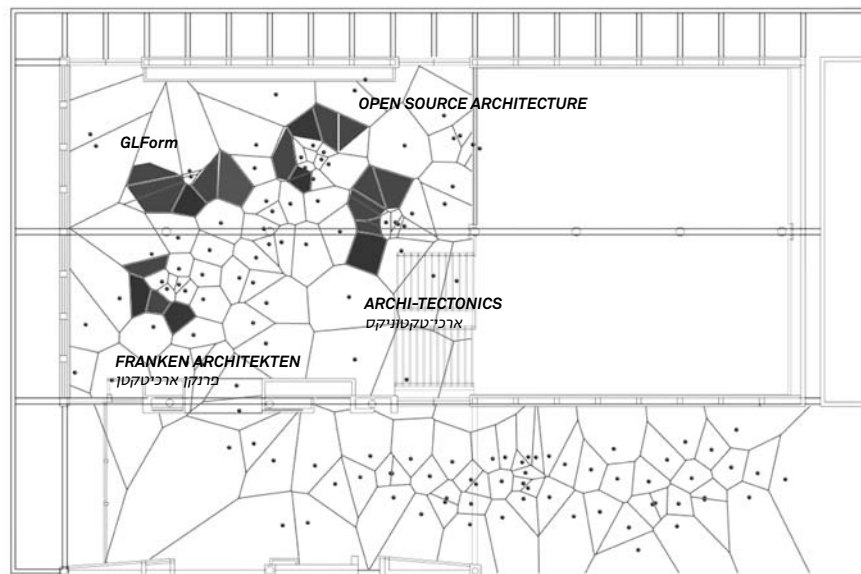 OPEN SOURCE ARCHITECTURE
GLForm
ARCHI-TECTONICS
ארכי־טקטוניקס
FRANKEN ARCHITEKTEN
פרנקן ארכיטקטן